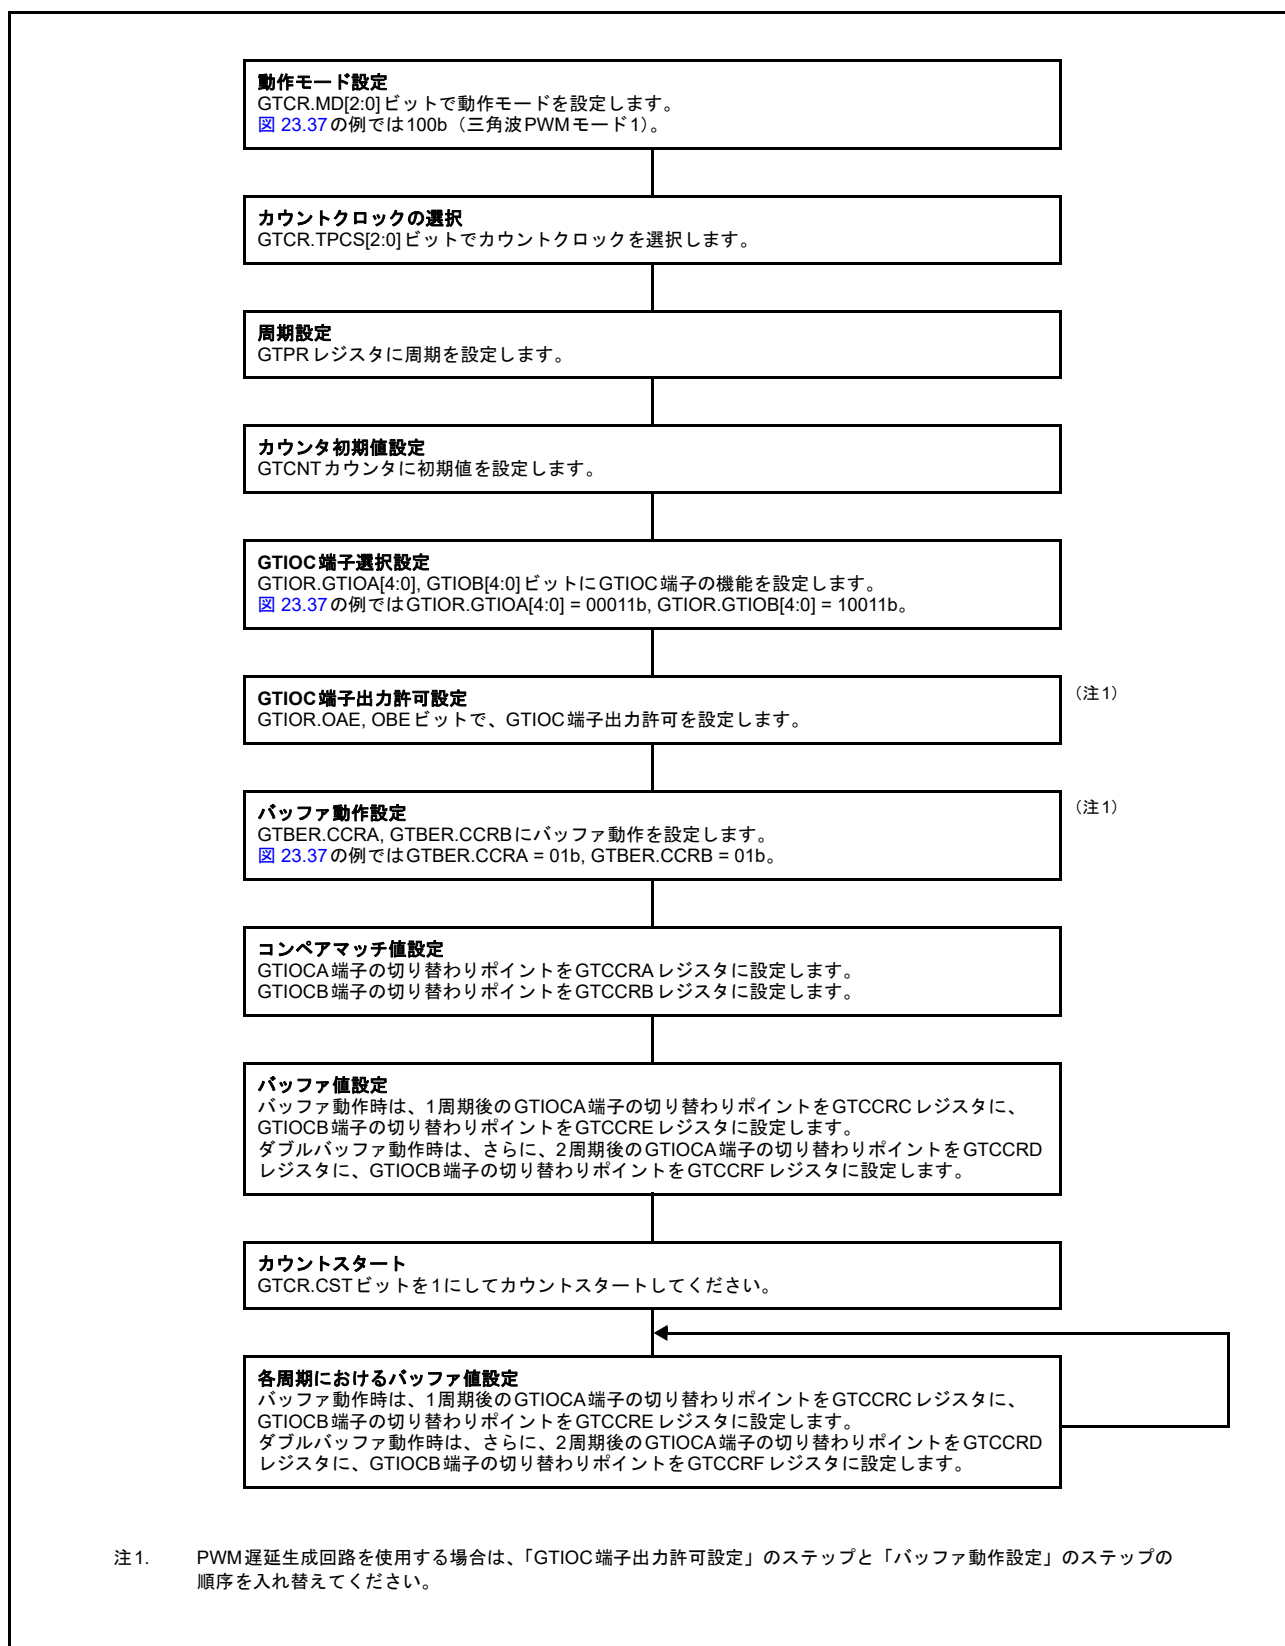 動作モード設定
GTCR.MD[2:0]ビットで動作モードを設定します。
図 23.37の例では100b（三角波PWMモード1）。
カウントクロックの選択
GTCR.TPCS[2:0]ビットでカウントクロックを選択します。
周期設定
GTPRレジスタに周期を設定します。
カウンタ初期値設定
GTCNTカウンタに初期値を設定します。
GTIOC端子選択設定
GTIOR.GTIOA[4:0], GTIOB[4:0]ビットにGTIOC端子の機能を設定します。
図 23.37の例ではGTIOR.GTIOA[4:0] = 00011b, GTIOR.GTIOB[4:0] = 10011b。
GTIOC端子出力許可設定
GTIOR.OAE, OBEビットで、GTIOC端子出力許可を設定します。
（注1）
バッファ動作設定
GTBER.CCRA, GTBER.CCRBにバッファ動作を設定します。
図 23.37の例ではGTBER.CCRA = 01b, GTBER.CCRB = 01b。
（注1）
コンペアマッチ値設定
GTIOCA端子の切り替わりポイントをGTCCRAレジスタに設定します。
GTIOCB端子の切り替わりポイントをGTCCRBレジスタに設定します。
バッファ値設定
バッファ動作時は、1周期後のGTIOCA端子の切り替わりポイントをGTCCRCレジスタに、
GTIOCB端子の切り替わりポイントをGTCCREレジスタに設定します。
ダブルバッファ動作時は、さらに、2周期後のGTIOCA端子の切り替わりポイントをGTCCRD
レジスタに、GTIOCB端子の切り替わりポイントをGTCCRFレジスタに設定します。
カウントスタート
GTCR.CSTビットを1にしてカウントスタートしてください。
各周期におけるバッファ値設定
バッファ動作時は、1周期後のGTIOCA端子の切り替わりポイントをGTCCRCレジスタに、
GTIOCB端子の切り替わりポイントをGTCCREレジスタに設定します。
ダブルバッファ動作時は、さらに、2周期後のGTIOCA端子の切り替わりポイントをGTCCRD
レジスタに、GTIOCB端子の切り替わりポイントをGTCCRFレジスタに設定します。
注1. PWM遅延生成回路を使用する場合は、「GTIOC端子出力許可設定」のステップと「バッファ動作設定」のステップの
順序を入れ替えてください。